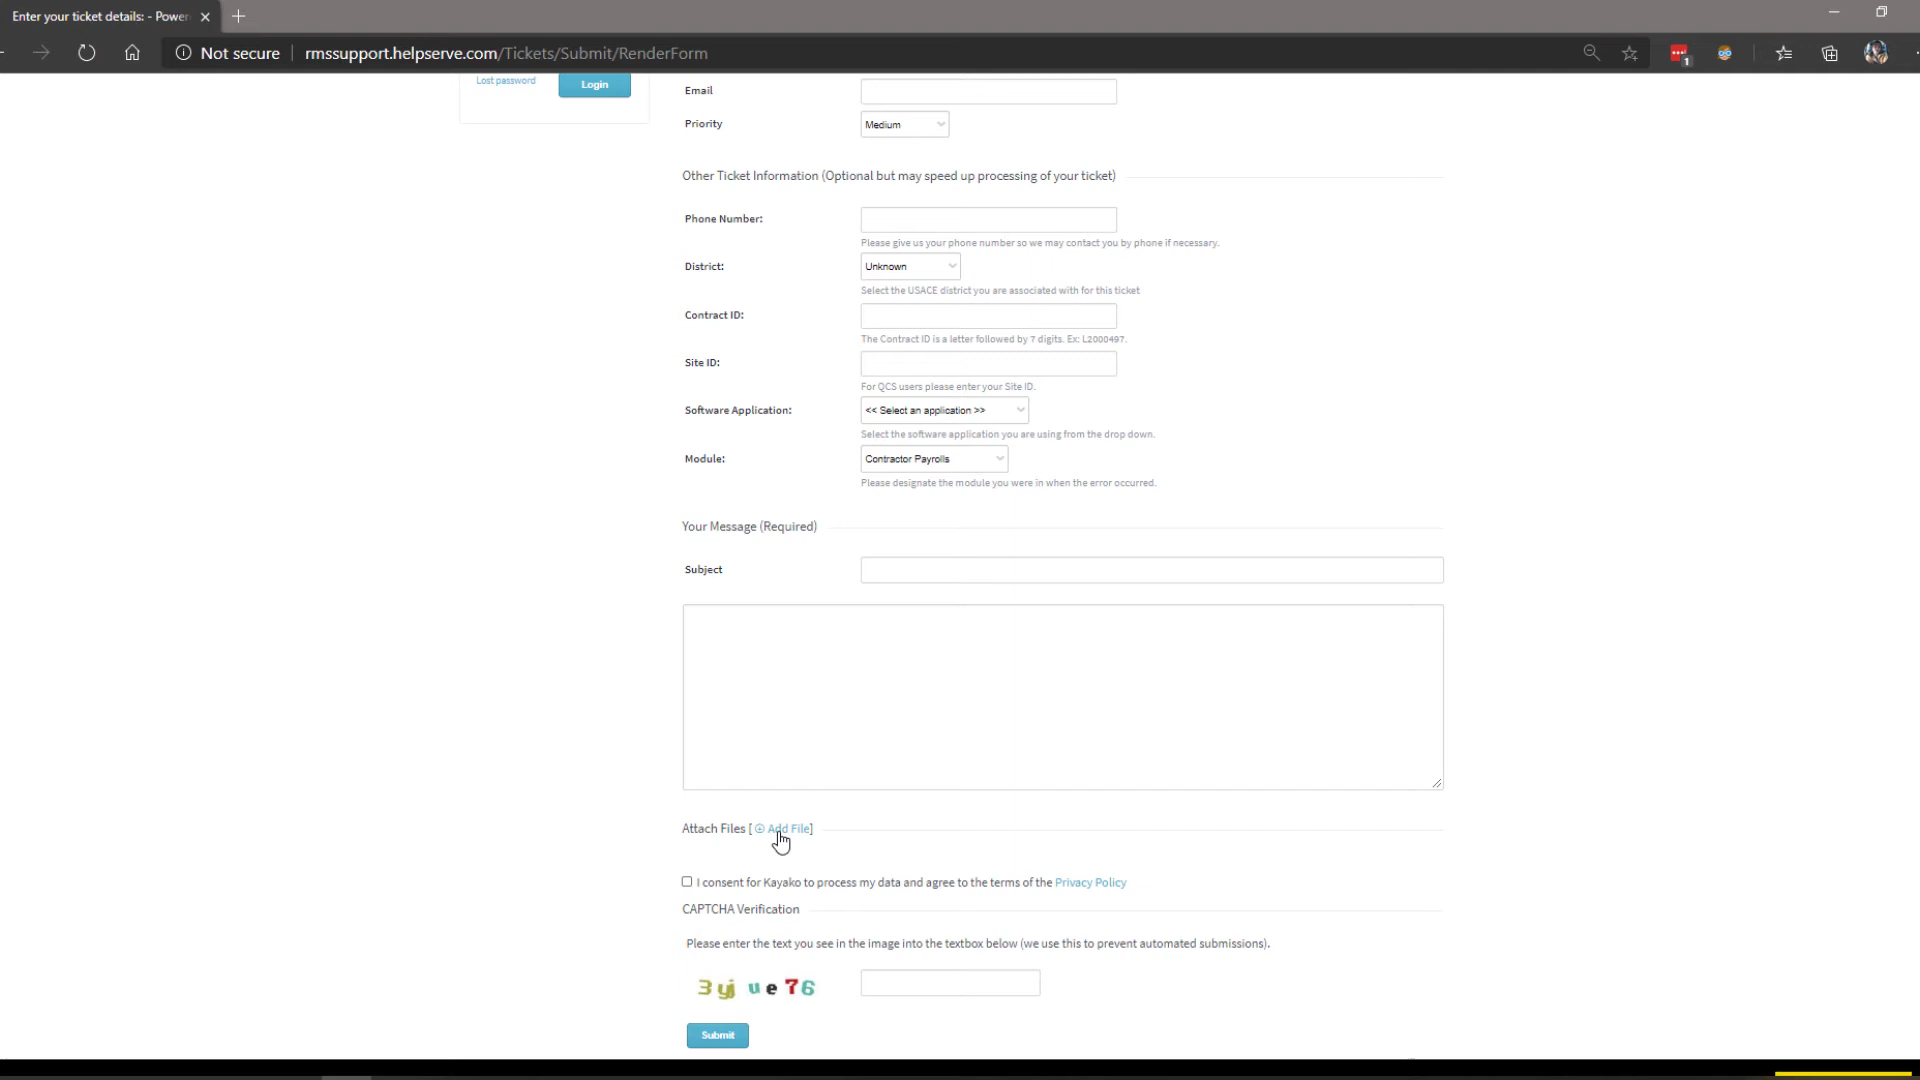 Enter your ticket details: - Power
Not secure
rmssupport.helpserve.com/Tickets/Submit/RenderForm
1
Lost password
Login
Email
Priority
Medium
Other Ticket Information (Optional but may speed up processing of your ticket)
Phone Number:
Please give us your phone number so we may contact you by phone if necessary.
District:
Unknown
Select the USACE district you are associated with for this ticket
Contract ID:
The Contract ID is a letter followed by 7 digits. Ex: L2000497.
Site ID:
For QCS users please enter your Site ID.
Software Application:
<< Select an application >>
Select the software application you are using from the drop down.
Module:
Contractor Payrolls
Please designate the module you were in when the error occurred.
Your Message (Required)
Subject
Attach Files [ Add File]
I consent for Kayako to process my data and agree to the terms of the Privacy Policy
CAPTCHA Verification
Please enter the text you see in the image into the textbox below (we use this to prevent automated submissions).
3yj ue76
Submit